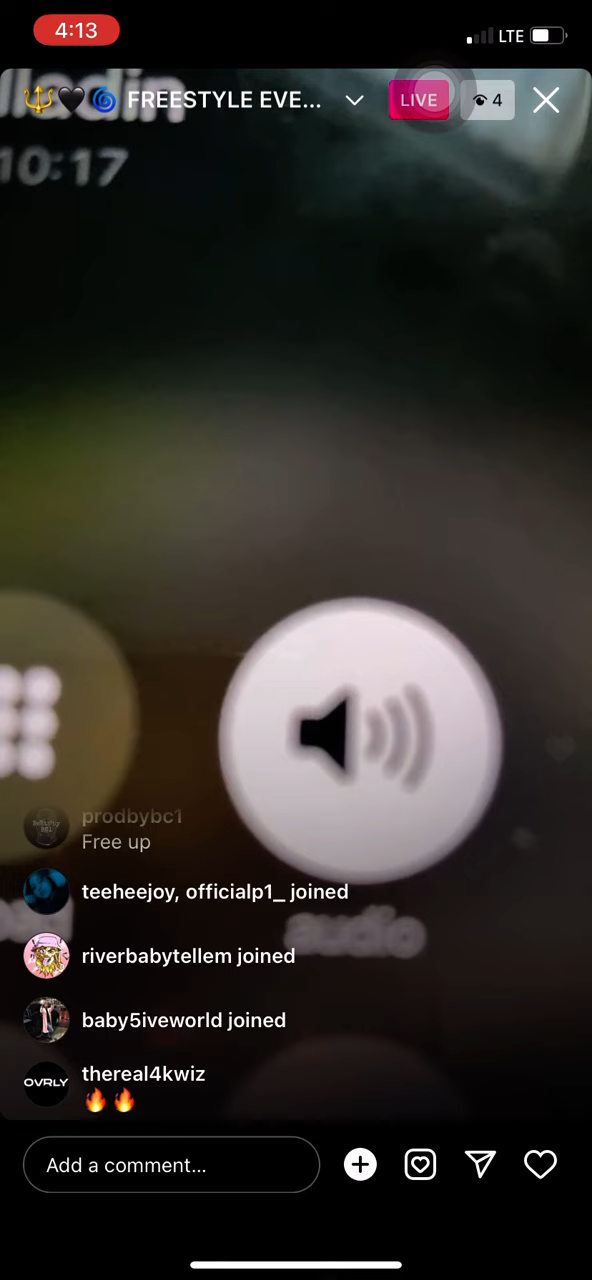 4:13
LTE
lladin
🔱🖤🌀 FREESTYLE EVE...
LIVE
4
10:17
prodbybc1
Free up
teeheejoy, officialp1_ joined
audio
riverbabytellem joined
baby5iveworld joined
OVRLY
thereal4kwiz
🔥🔥
Add a comment...